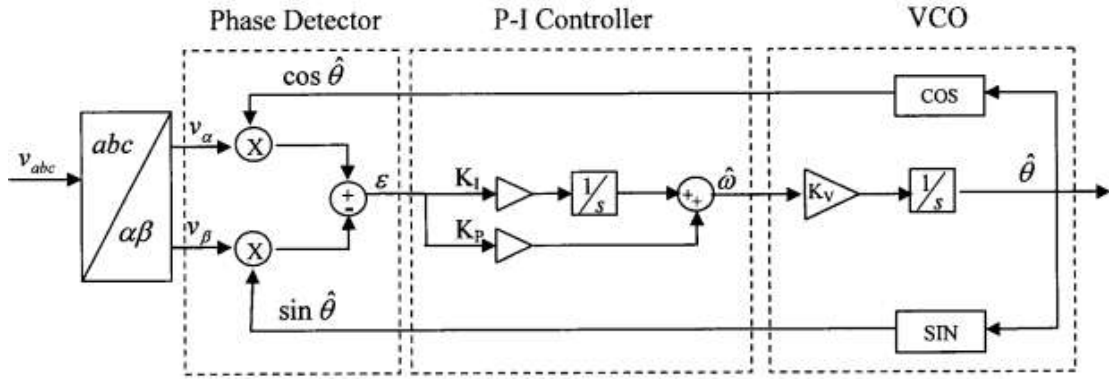 Phase Detector
P-I Controller
VCO
cos θ̂
COS
abc
v_α
X
v_abc
+
-
ε
K_I
1/s
+
+
ω̂
K_V
1/s
θ̂
αβ
v_β
X
K_P
sin θ̂
SIN